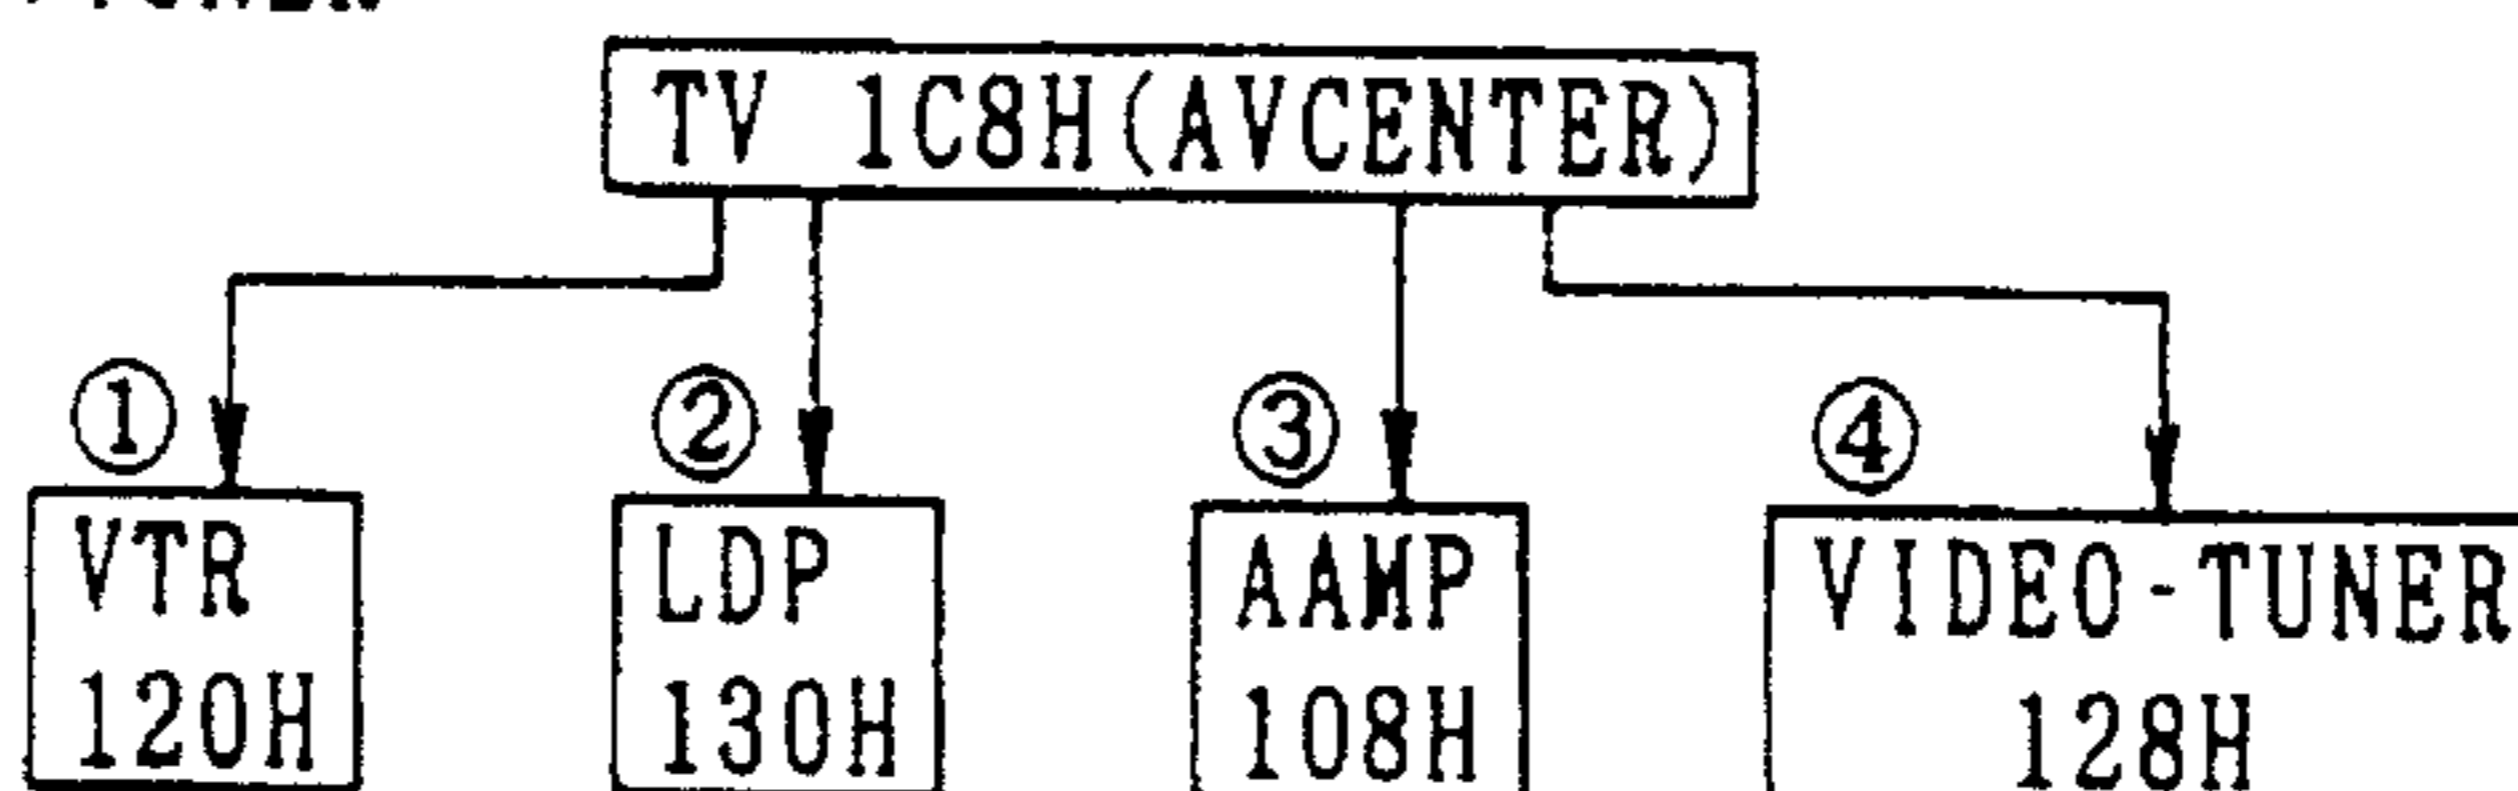 TV 1C8H(AVCENTER)
①
②
③
④
VTR
120H
LDP
130H
AAMP
108H
VIDEO-TUNER
128H